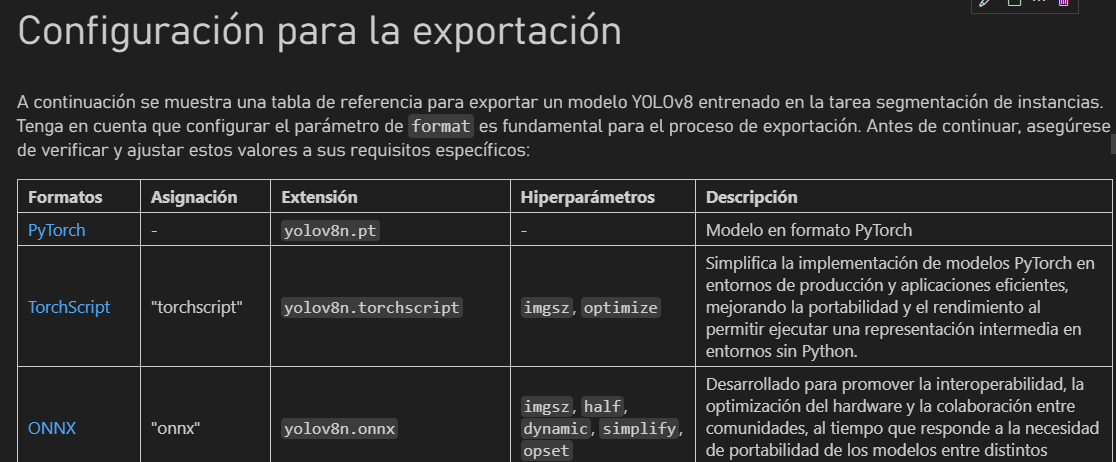 Configuración para la exportación
A continuación se muestra una tabla de referencia para exportar un modelo YOLOv8 entrenado en la tarea segmentación de instancias.
Tenga en cuenta que configurar el parámetro de format es fundamental para el proceso de exportación. Antes de continuar, asegúrese
de verificar y ajustar estos valores a sus requisitos específicos:
Formatos Asignación Extensión Hiperparámetros Descripción
PyTorch - yolov8n.pt - Modelo en formato PyTorch
TorchScript "torchscript" yolov8n.torchscript imgsz, optimize
Simplifica la implementación de modelos PyTorch en
entornos de producción y aplicaciones eficientes,
mejorando la portabilidad y el rendimiento al
permitir ejecutar una representación intermedia en
entornos sin Python.
ONNX "onnx" yolov8n.onnx
imgsz, half,
dynamic, simplify,
opset
Desarrollado para promover la interoperabilidad, la
optimización del hardware y la colaboración entre
comunidades, al tiempo que responde a la necesidad
de portabilidad de los modelos entre distintos